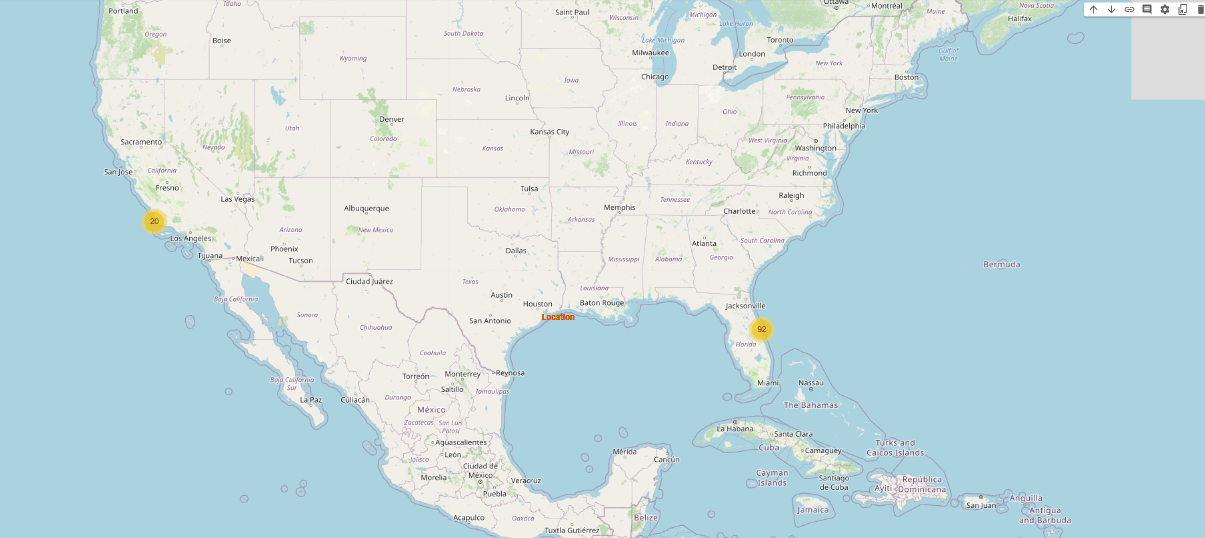 Portland
Oregon
Idaho
Boise
Wyoming
South Dakota
Saint Paul
Wisconsin
Michigan
Lake Michigan
Lake Huron
Ottawa
Montréal
Maine
Nova Scotia
Halifax
Milwaukee
Toronto
London
Detroit
New York
Gulf of
Maine
Chicago
Boston
Iowa
Nebraska
Lincoln
Pennsylvania
New York
Philadelphia
Ohio
Illinois
Indiana
Denver
Colorado
Utah
Nevada
Sacramento
Kansas City
Kansas
Missouri
West Virginia
Washington
Virginia
Richmond
Kentucky
San Jose
California
Fresno
Las Vegas
Tulsa
Raleigh
Tennessee
Memphis
Charlotte
North Carolina
Albuquerque
New Mexico
Oklahoma
Arkansas
20
Los Angeles
Arizona
Phoenix
Tucson
Tijuana
Mexicali
Dallas
Atlanta
South Carolina
Georgia
Mississippi
Alabama
Bermuda
Ciudad Juárez
Texas
Louisiana
Austin
Houston
Baton Rouge
Jacksonville
Baja California
Sonora
Chihuahua
San Antonio
Location
92
Florida
Coahuila
Torreón
Monterrey
Reynosa
Saltillo
Tamaulipas
Miami
Nassau
The Bahamas
Baja California
Sur
La Paz
Culiacán
Durango
México
Zacatecas
San Luis
Potosí
La Habana
Santa Clara
Cuba
Camagüey
Turks and
Caicos Islands
Aguascalientes
León
Jalisco
Mérida
Cancún
Ciudad de
México
Morelia
Veracruz
Puebla
Cayman
Islands
Santiago
de Cuba
República
Dominicana
Ayiti
San Juan
Anguilla
Antigua
and Barbuda
Jamaica
Acapulco
Oaxaca
Tuxtla Gutiérrez
Belize